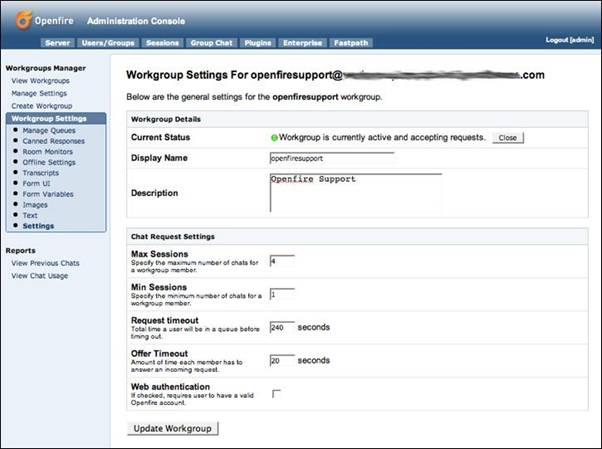 Openfire Administration Console
Server Users/Groups Sessions Group Chat Plugins Enterprise Fastpath
Logout [admin]
Workgroups Manager
View Workgroups
Manage Settings
Create Workgroup
Workgroup Settings
Manage Queues
Canned Responses
Room Monitors
Offline Settings
Transcripts
Form UI
Form Variables
Images
Text
Settings
Reports
View Previous Chats
View Chat Usage
Workgroup Settings For openfiresupport@ .com
Below are the general settings for the openfiresupport workgroup.
Workgroup Details
Current Status Workgroup is currently active and accepting requests. Close
Display Name openfiresupport
Description Openfire Support
Chat Request Settings
Max Sessions
Specify the maximum number of chats for
a workgroup member.
4
Min Sessions
Specify the minimum number of chats for a
workgroup member.
1
Request timeout
Total time a user will be in a queue before
timing out.
240 seconds
Offer Timeout
Amount of time each member has to
answer an incoming request.
20 seconds
Web authentication
If checked, requires user to have a valid
Openfire account.
Update Workgroup